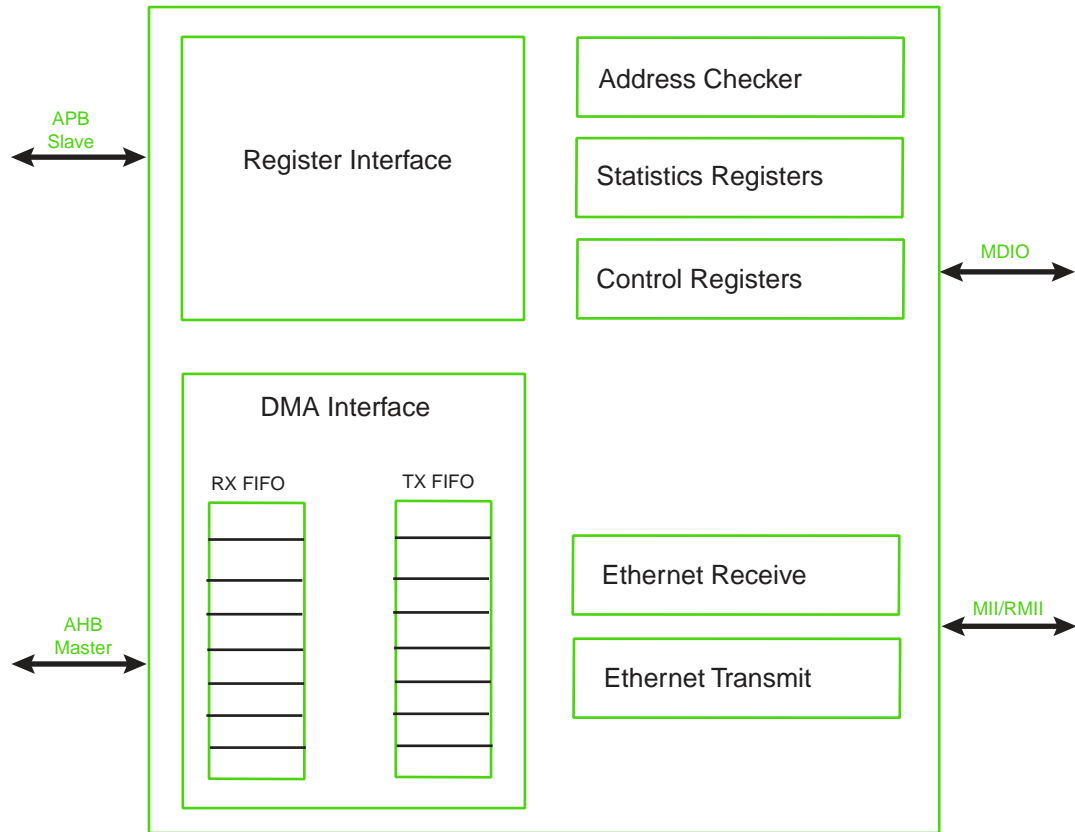 APB
Slave
Register Interface
Address Checker
Statistics Registers
Control Registers
MDIO
DMA Interface
RX FIFO
TX FIFO
AHB
Master
Ethernet Receive
Ethernet Transmit
MII/RMII